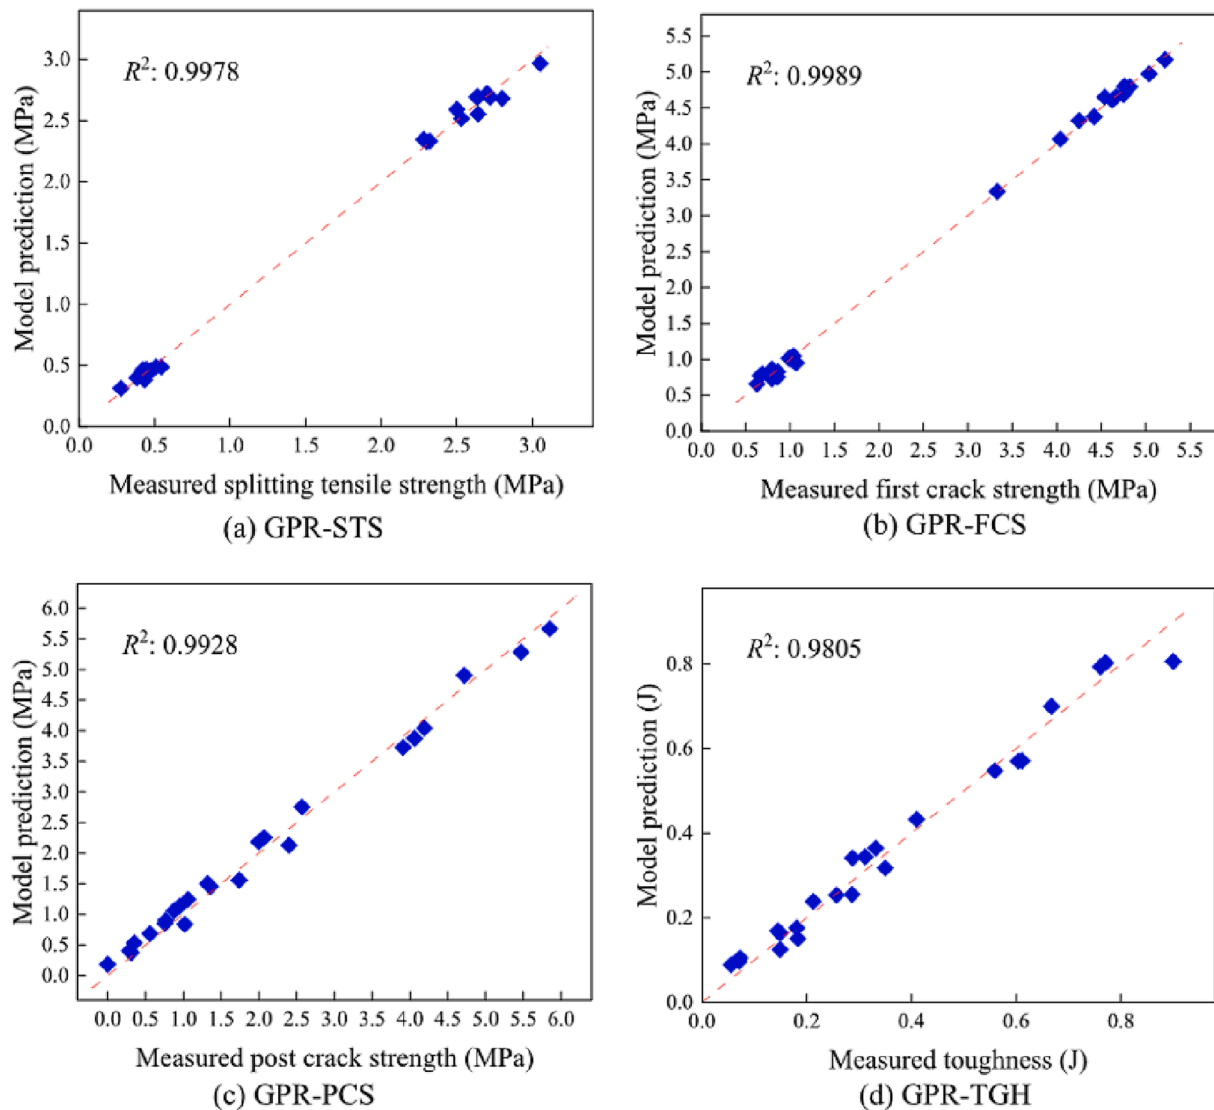 R²: 0.9978
3.0
2.5
2.0
1.5
1.0
0.5
0.0
Model prediction (MPa)
0.0 0.5 1.0 1.5 2.0 2.5 3.0
Measured splitting tensile strength (MPa)
(a) GPR-STS
R²: 0.9989
5.5
5.0
4.5
4.0
3.5
3.0
2.5
2.0
1.5
1.0
0.5
0.0
Model prediction (MPa)
0.0 0.5 1.0 1.5 2.0 2.5 3.0 3.5 4.0 4.5 5.0 5.5
Measured first crack strength (MPa)
(b) GPR-FCS
R²: 0.9928
6.0
5.5
5.0
4.5
4.0
3.5
3.0
2.5
2.0
1.5
1.0
0.5
0.0
Model prediction (MPa)
0.0 0.5 1.0 1.5 2.0 2.5 3.0 3.5 4.0 4.5 5.0 5.5 6.0
Measured post crack strength (MPa)
(c) GPR-PCS
R²: 0.9805
0.8
0.6
0.4
0.2
0.0
Model prediction (J)
0.0 0.2 0.4 0.6 0.8
Measured toughness (J)
(d) GPR-TGH